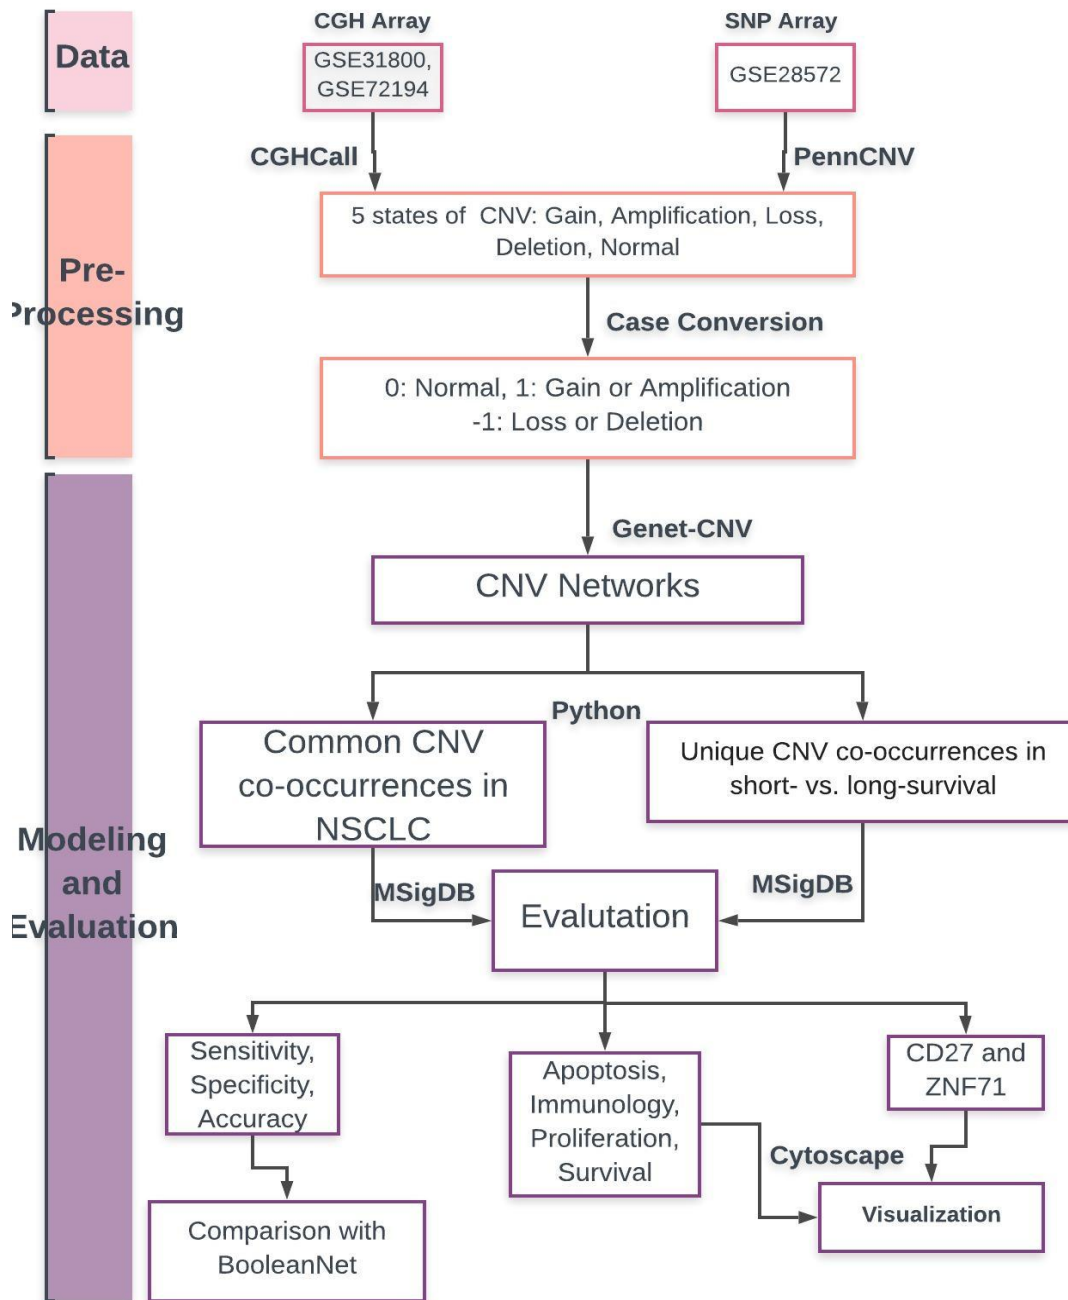 Data
CGH Array
GSE31800,
GSE72194
SNP Array
GSE28572
CGHCall
PennCNV
Pre-
Processing
5 states of CNV: Gain, Amplification, Loss,
Deletion, Normal
Case Conversion
0: Normal, 1: Gain or Amplification
-1: Loss or Deletion
Genet-CNV
Modeling
and
Evaluation
CNV Networks
Python
Common CNV
co-occurrences in
NSCLC
Unique CNV co-occurrences in
short- vs. long-survival
MSigDB
MSigDB
Evalutation
Sensitivity,
Specificity,
Accuracy
Apoptosis,
Immunology,
Proliferation,
Survival
CD27 and
ZNF71
Cytoscape
Comparison with
BooleanNet
Visualization